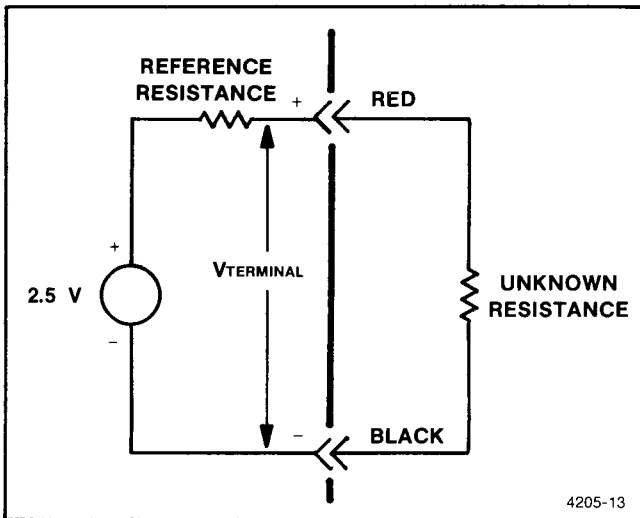 REFERENCE
RESISTANCE
+
RED
+
VTERMINAL
2.5 V
UNKNOWN
RESISTANCE
–
–
BLACK
4205-13